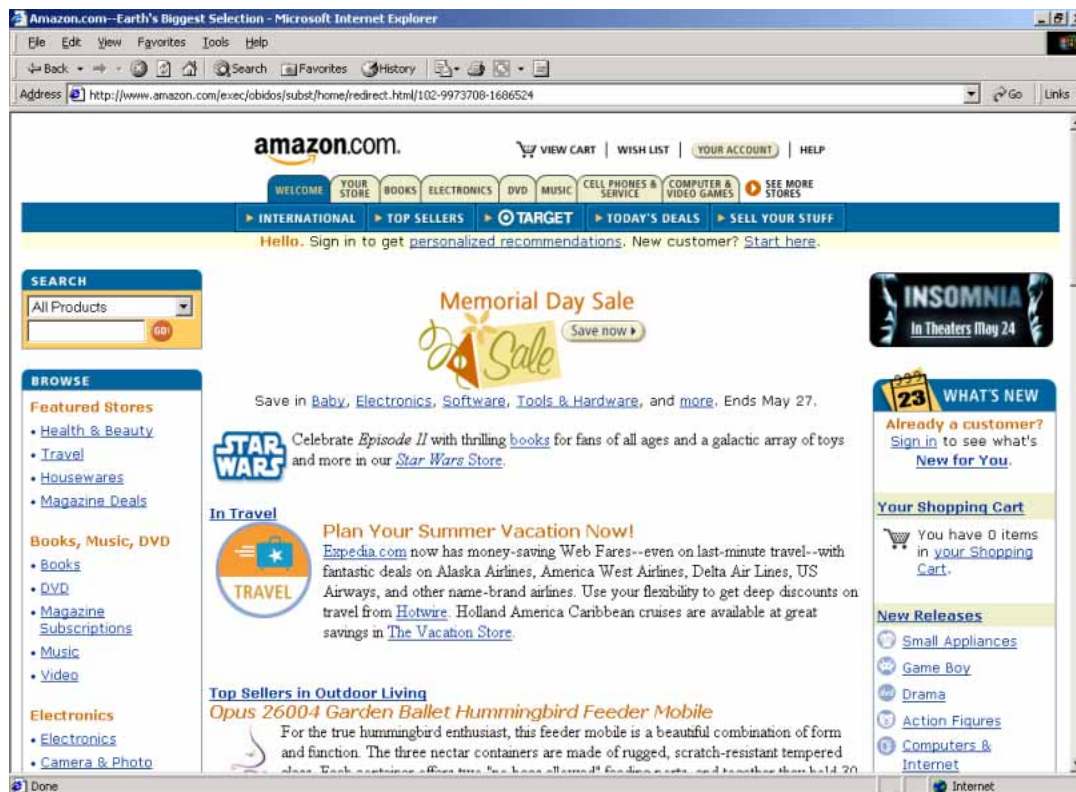 Amazon.com--Earth's Biggest Selection - Microsoft Internet Explorer
File Edit View Favorites Tools Help
Back Search Favorites History
Address http://www.amazon.com/exec/obidos/subst/home/redirect.html/102-9973708-1686524 Go Links
amazon.com.
VIEW CART | WISH LIST | YOUR ACCOUNT | HELP
WELCOME YOUR STORE BOOKS ELECTRONICS DVD MUSIC CELL PHONES & SERVICE COMPUTER & VIDEO GAMES SEE MORE STORES
INTERNATIONAL TOP SELLERS TARGET TODAY'S DEALS SELL YOUR STUFF
Hello. Sign in to get personalized recommendations. New customer? Start here.
SEARCH
All Products
GO!
BROWSE
Featured Stores
• Health & Beauty
• Travel
• Housewares
• Magazine Deals
Books, Music, DVD
• Books
• DVD
• Magazine
Subscriptions
• Music
• Video
Electronics
• Electronics
• Camera & Photo
Memorial Day Sale
Sale
Save now
Save in Baby, Electronics, Software, Tools & Hardware, and more. Ends May 27.
STAR
WARS
Celebrate Episode II with thrilling books for fans of all ages and a galactic array of toys
and more in our Star Wars Store.
In Travel
TRAVEL
Plan Your Summer Vacation Now!
Expedia.com now has money-saving Web Fares--even on last-minute travel--with
fantastic deals on Alaska Airlines, America West Airlines, Delta Air Lines, US
Airways, and other name-brand airlines. Use your flexibility to get deep discounts on
travel from Hotwire. Holland America Caribbean cruises are available at great
savings in The Vacation Store.
Top Sellers in Outdoor Living
Opus 26004 Garden Ballet Hummingbird Feeder Mobile
For the true hummingbird enthusiast, this feeder mobile is a beautiful combination of form
and function. The three nectar containers are made of rugged, scratch-resistant tempered
glass. Each container offers two "no bees allowed" feeding ports, and together they hold 30
INSOMNIA
In Theaters May 24
23
WHAT'S NEW
Already a customer?
Sign in to see what's
New for You.
Your Shopping Cart
You have 0 items
in your Shopping
Cart.
New Releases
Small Appliances
Game Boy
Drama
Action Figures
Computers &
Internet
Done Internet